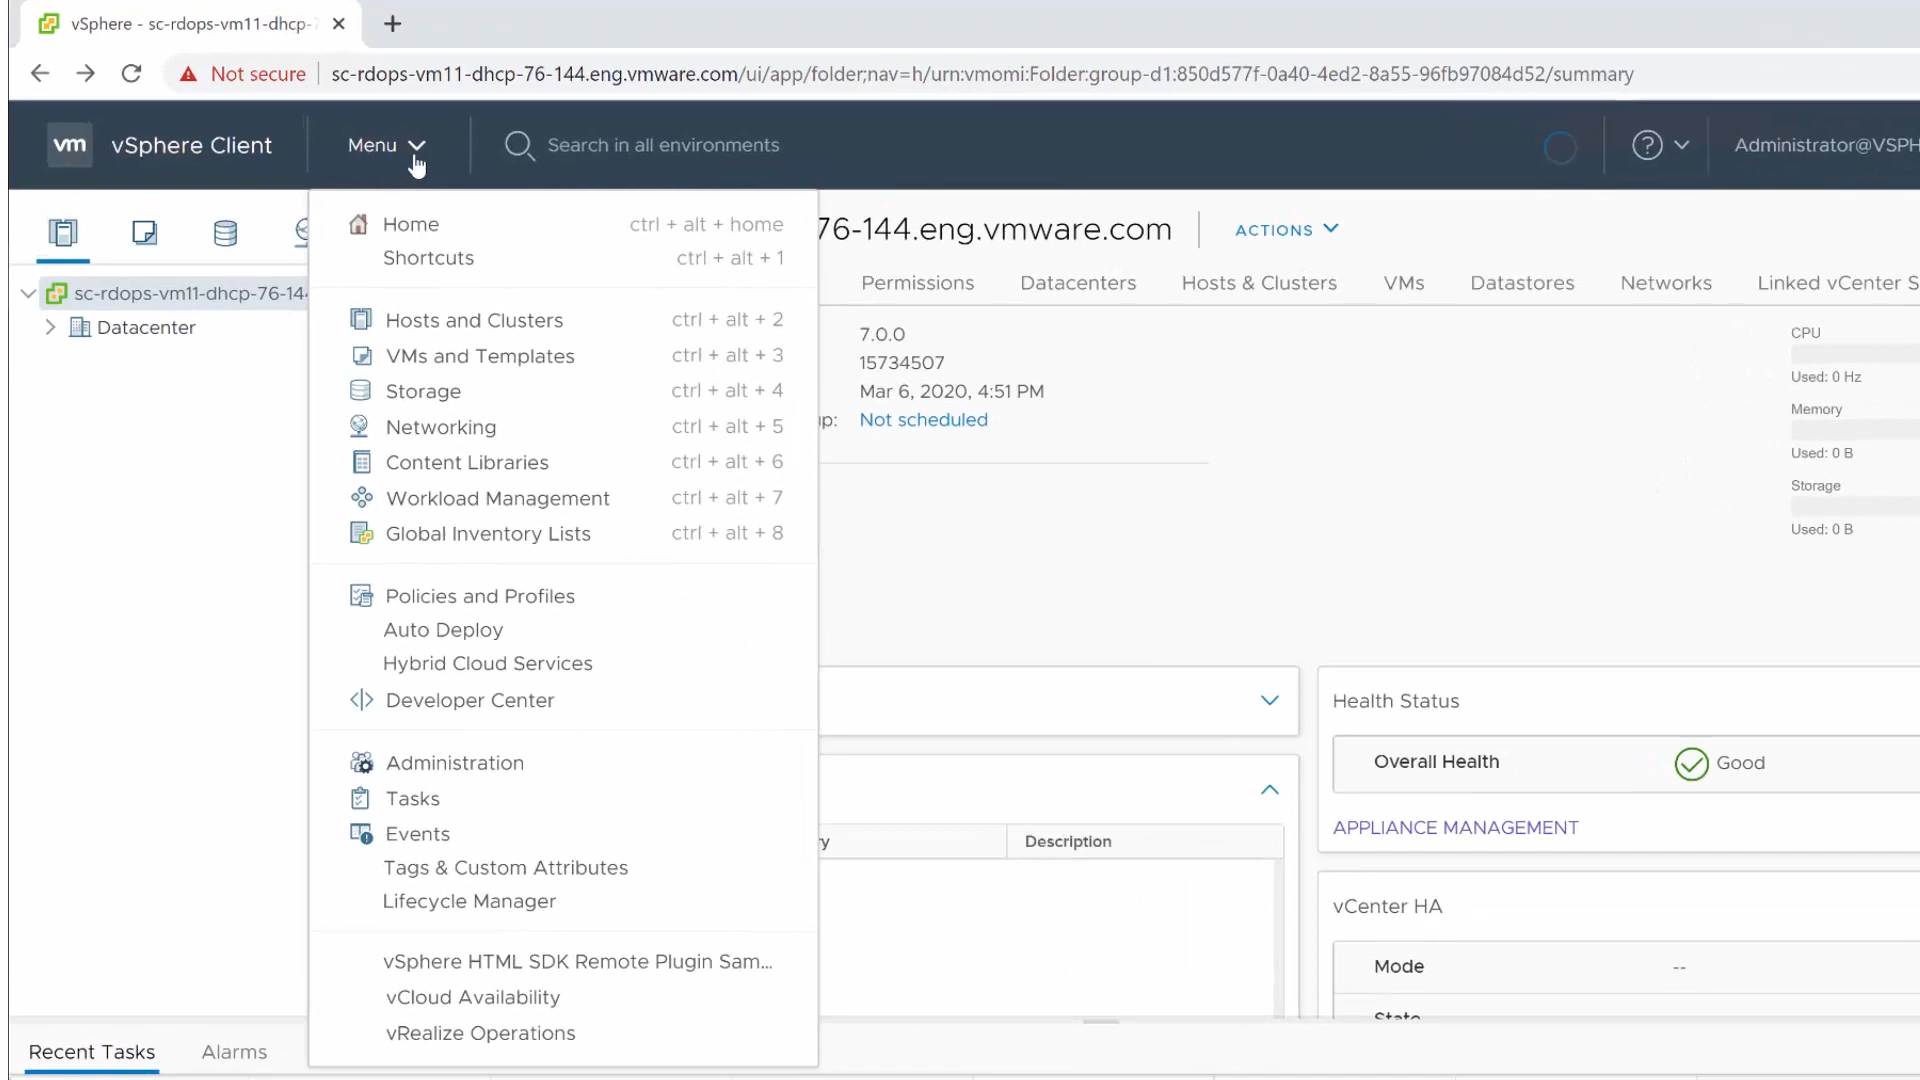 vSphere - sc-rdops-vm11-dhcp-7
Not secure
sc-rdops-vm11-dhcp-76-144.eng.vmware.com/ui/app/folder;nav=h/urn:vmomi:Folder:group-d1:850d577f-0a40-4ed2-8a55-96fb97084d52/summary
vm vSphere Client Menu Search in all environments ? Administrator@VSPH
Home ctrl + alt + home
Shortcuts ctrl + alt + 1
Hosts and Clusters ctrl + alt + 2
VMs and Templates ctrl + alt + 3
Storage ctrl + alt + 4
Networking ctrl + alt + 5
Content Libraries ctrl + alt + 6
Workload Management ctrl + alt + 7
Global Inventory Lists ctrl + alt + 8
Policies and Profiles
Auto Deploy
Hybrid Cloud Services
Developer Center
Administration
Tasks
Events
Tags & Custom Attributes
Lifecycle Manager
vSphere HTML SDK Remote Plugin Sam...
vCloud Availability
vRealize Operations
sc-rdops-vm11-dhcp-76-144
Datacenter
76-144.eng.vmware.com ACTIONS
Permissions Datacenters Hosts & Clusters VMs Datastores Networks Linked vCenter S
7.0.0
15734507
Mar 6, 2020, 4:51 PM
up: Not scheduled
CPU
Used: 0 Hz
Memory
Used: 0 B
Storage
Used: 0 B
ry Description
Health Status
Overall Health Good
APPLIANCE MANAGEMENT
vCenter HA
Mode --
State
Recent Tasks Alarms